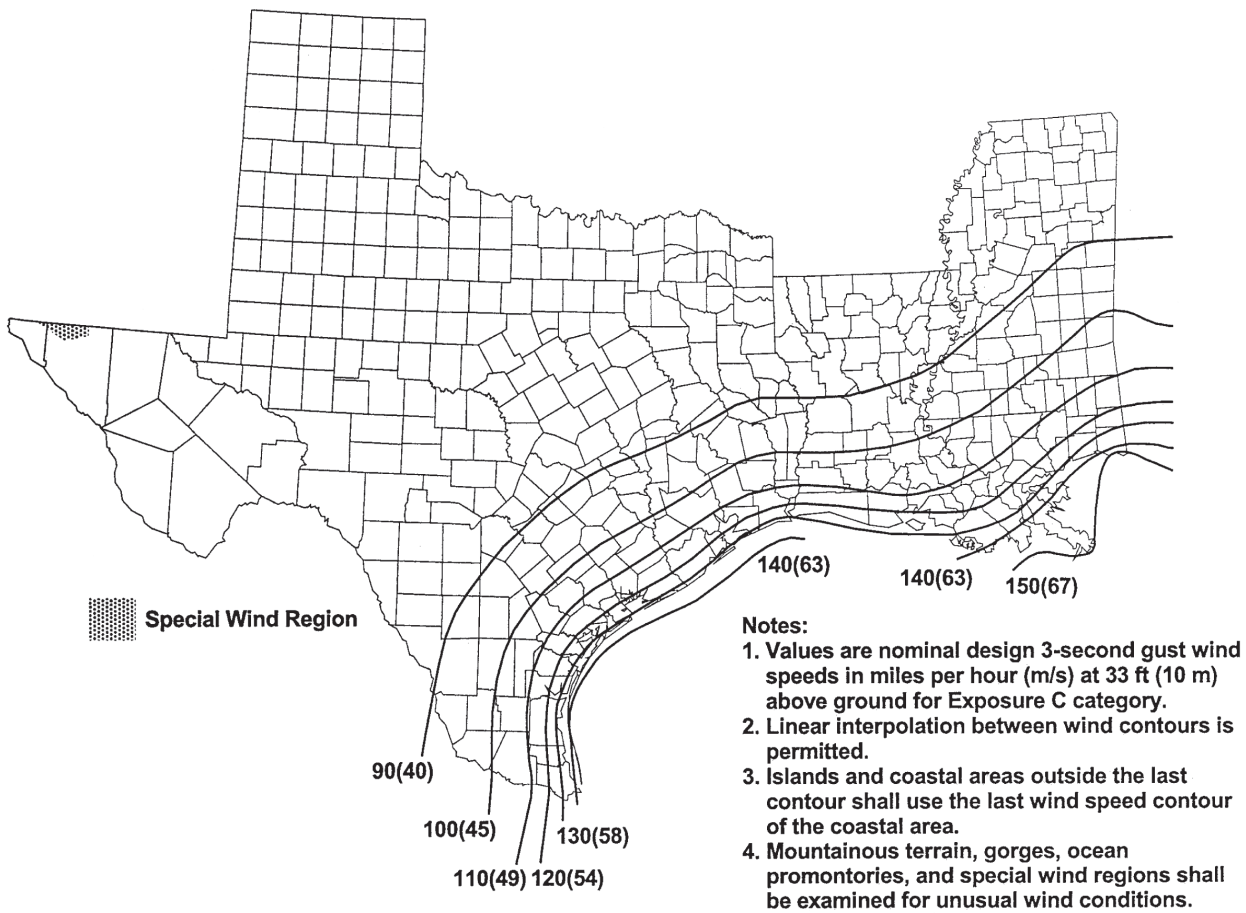 140(63)
140(63)
150(67)
Special Wind Region
90(40)
100(45)
130(58)
110(49)
120(54)
Notes:
1. Values are nominal design 3-second gust wind
speeds in miles per hour (m/s) at 33 ft (10 m)
above ground for Exposure C category.
2. Linear interpolation between wind contours is
permitted.
3. Islands and coastal areas outside the last
contour shall use the last wind speed contour
of the coastal area.
4. Mountainous terrain, gorges, ocean
promontories, and special wind regions shall
be examined for unusual wind conditions.